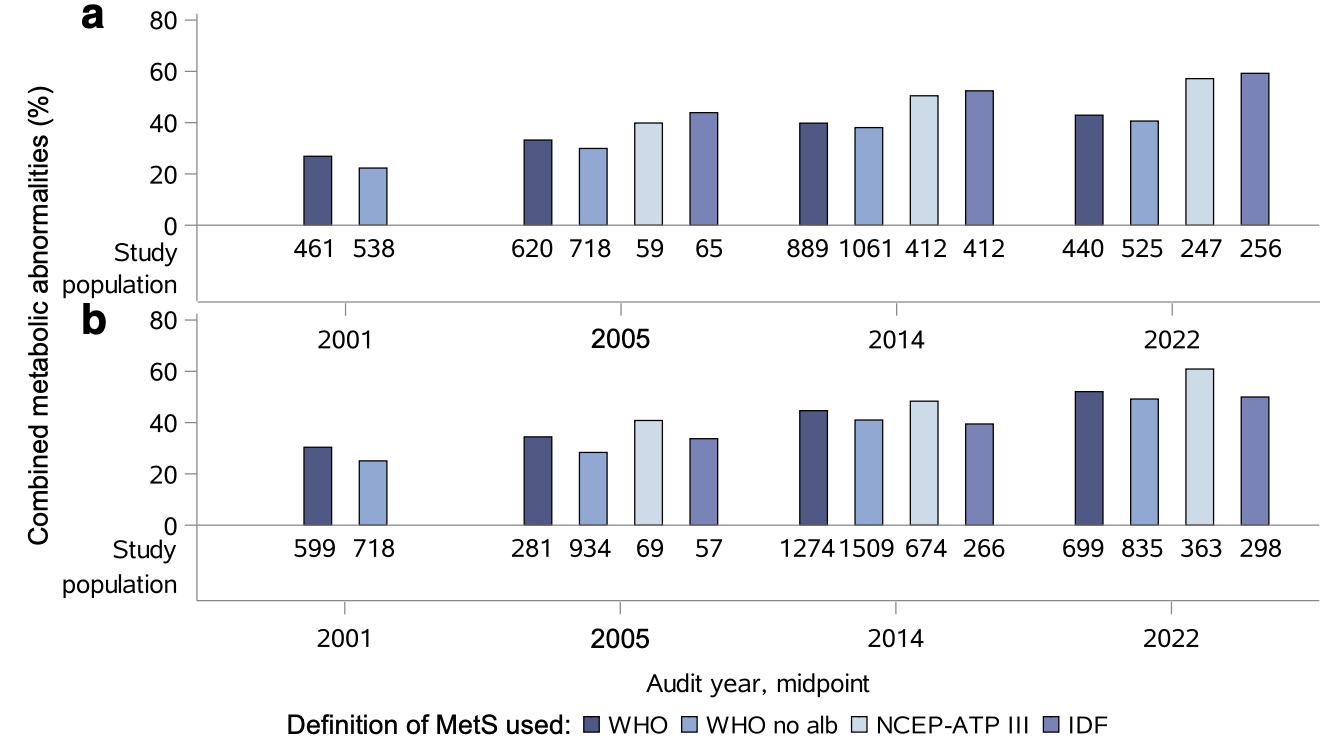 a
80
60
40
20
0
Study
population
461 538 620 718 59 65 889 1061 412 412 440 525 247 256
2001 2005 2014 2022
b
80
60
40
20
0
Study
population
599 718 281 934 69 57 1274 1509 674 266 699 835 363 298
2001 2005 2014 2022
Combined metabolic abnormalities (%)
Audit year, midpoint
Definition of MetS used: WHO WHO no alb NCEP-ATP III IDF